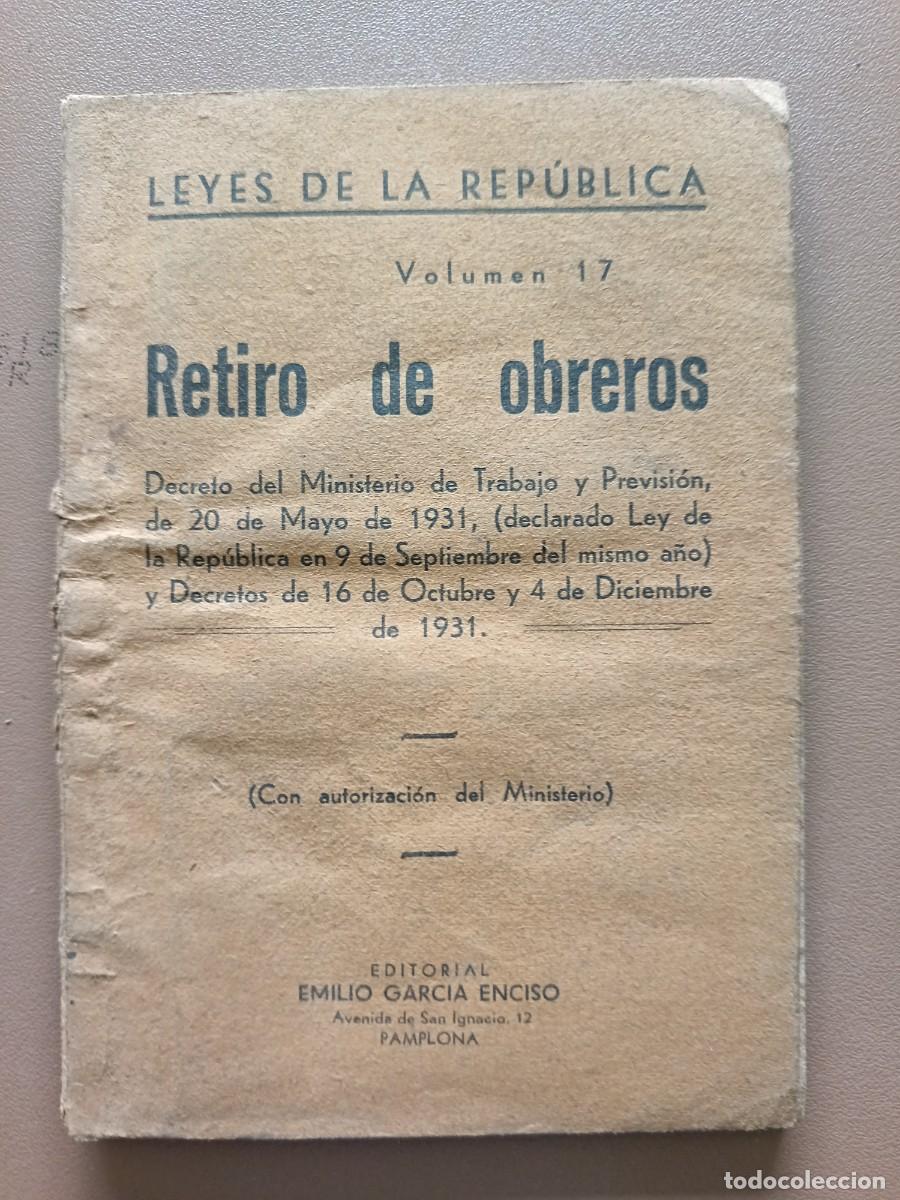 LEYES DE LA REPÚBLICA
Volumen 17
Retiro de obreros
Decreto del Ministerio de Trabajo y Previsión,
de 20 de Mayo de 1931, (declarado Ley de
la República en 9 de Septiembre del mismo año)
y Decretos de 16 de Octubre y 4 de Diciembre
de 1931.
(Con autorización del Ministerio)
EDITORIAL
EMILIO GARCIA ENCISO
Avenida de San Ignacio, 12
PAMPLONA
todocoleccion